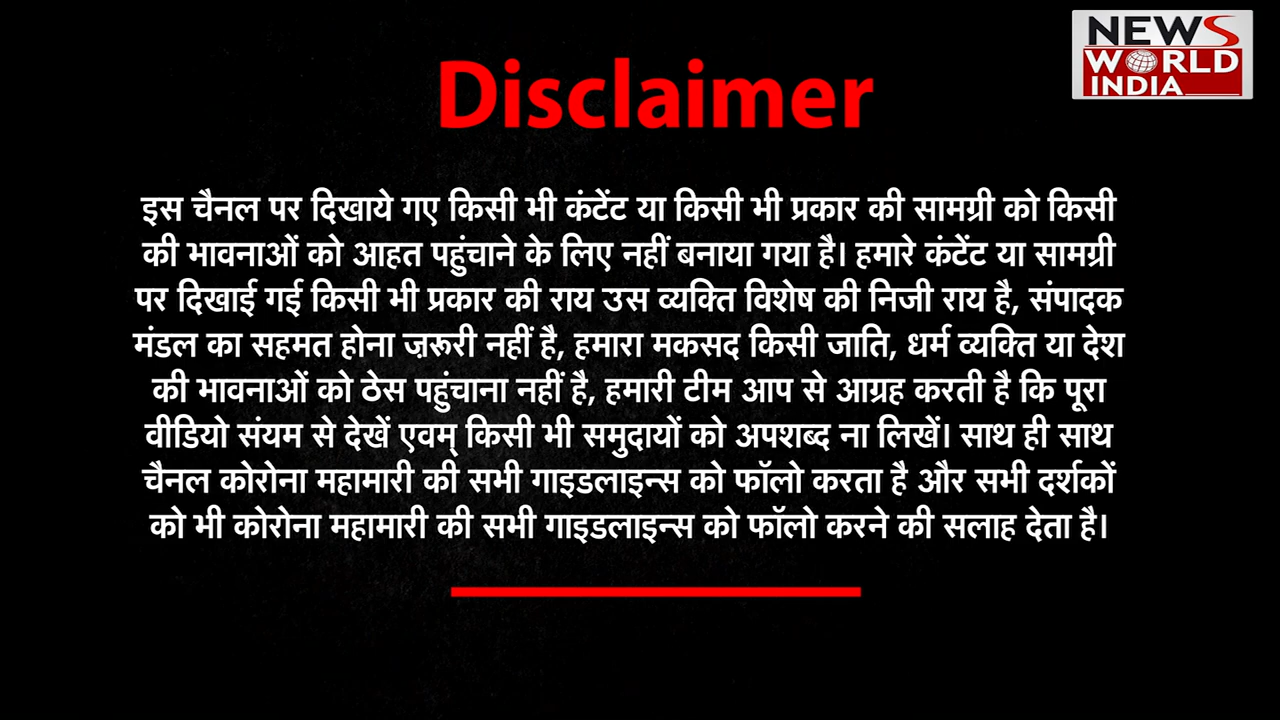 NEWS
WORLD
INDIA
Disclaimer
इस चैनल पर दिखाये गए किसी भी कंटेंट या किसी भी प्रकार की सामग्री को किसी
की भावनाओं को आहत पहुंचाने के लिए नहीं बनाया गया है। हमारे कंटेंट या सामग्री
पर दिखाई गई किसी भी प्रकार की राय उस व्यक्ति विशेष की निजी राय है, संपादक
मंडल का सहमत होना ज़रूरी नहीं है, हमारा मकसद किसी जाति, धर्म व्यक्ति या देश
की भावनाओं को ठेस पहुंचाना नहीं है, हमारी टीम आप से आग्रह करती है कि पूरा
वीडियो संयम से देखें एवम् किसी भी समुदायों को अपशब्द ना लिखें। साथ ही साथ
चैनल कोरोना महामारी की सभी गाइडलाइन्स को फॉलो करता है और सभी दर्शकों
को भी कोरोना महामारी की सभी गाइडलाइन्स को फॉलो करने की सलाह देता है।